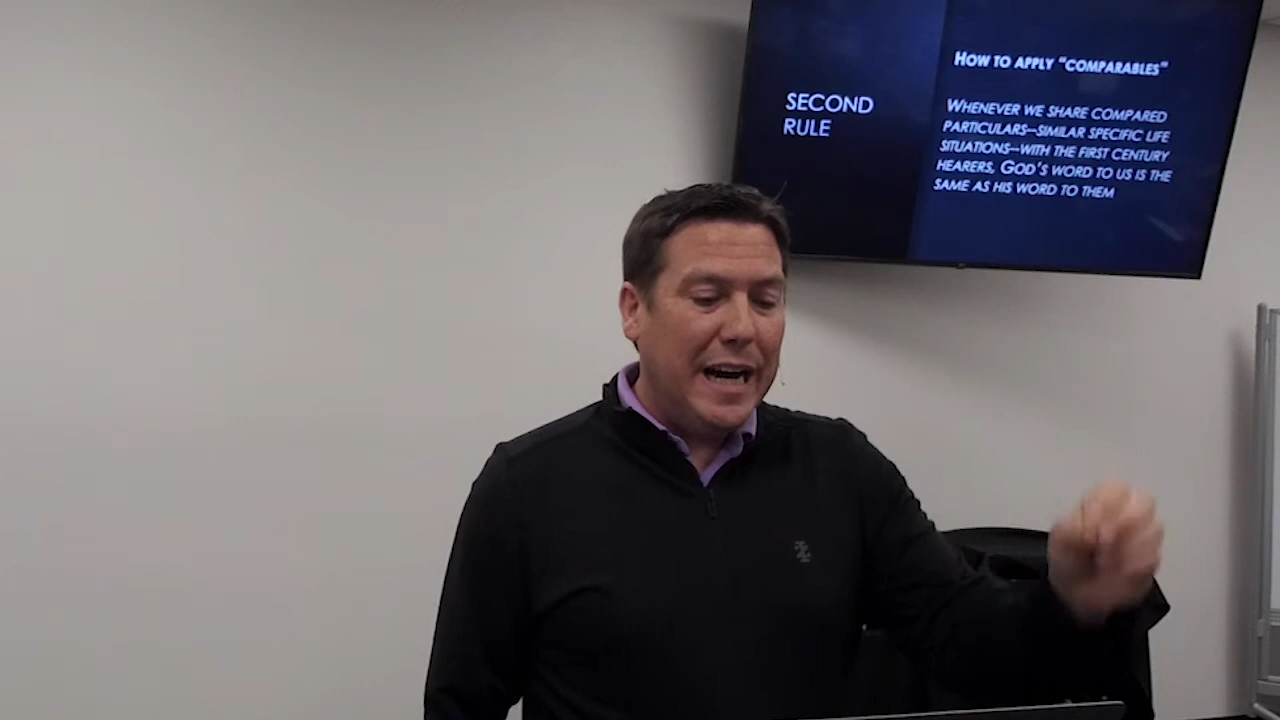 SECOND
RULE
HOW TO APPLY "COMPARABLES"
WHENEVER WE SHARE COMPARED
PARTICULARS--SIMILAR SPECIFIC LIFE
SITUATIONS--WITH THE FIRST CENTURY
HEARERS, GOD'S WORD TO US IS THE
SAME AS HIS WORD TO THEM